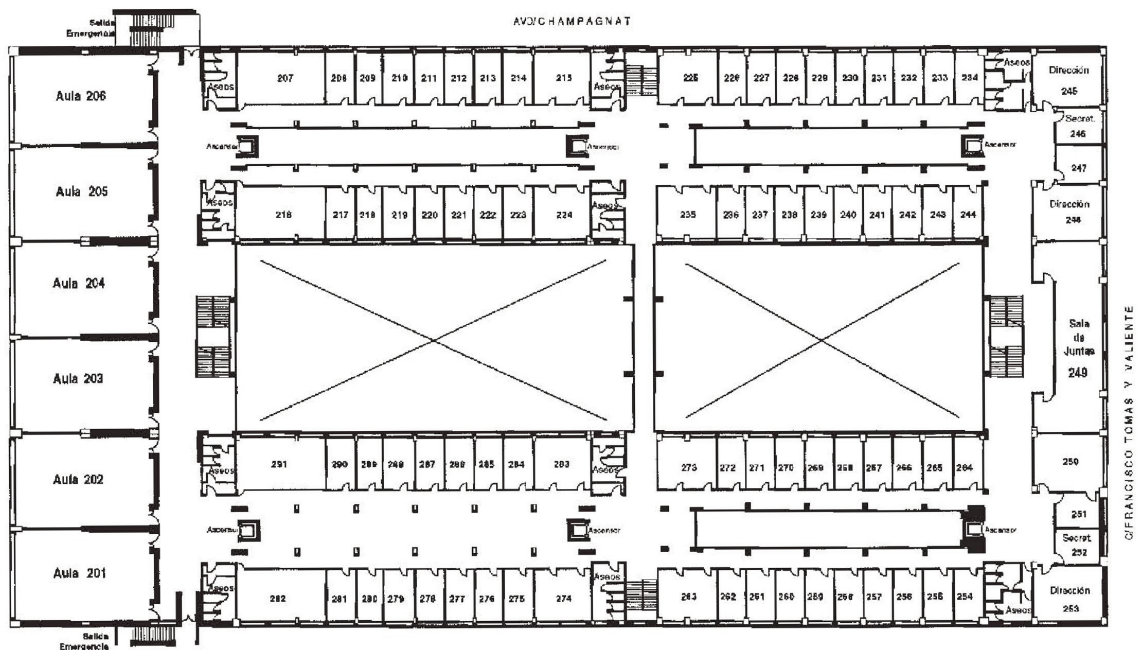 AVD/CHAMPAGNAT
Salida
Emergencia
Aula 206
Aseos
207
208
209
210
211
212
213
214
215
Aseos
225
226
227
228
229
230
231
232
233
234
Aseos
Dirección
245
Ascensor
Ascensor
Ascensor
Secret.
246
247
Aula 205
Aseos
216
217
218
219
220
221
222
223
224
Aseos
235
236
237
238
239
240
241
242
243
244
Dirección
248
Aula 204
Aula 203
Sala
de
Juntas
249
C/FRANCISCO TOMAS Y VALIENTE
Aula 202
Aseos
291
290
289
288
287
286
285
284
283
Aseos
273
272
271
270
269
268
267
266
265
264
250
Ascensor
Ascensor
Ascensor
251
Secret.
252
Aula 201
Aseos
282
281
280
279
278
277
276
275
274
Aseos
263
262
261
260
259
258
257
256
255
254
Aseos
Dirección
253
Salida
Emergencia